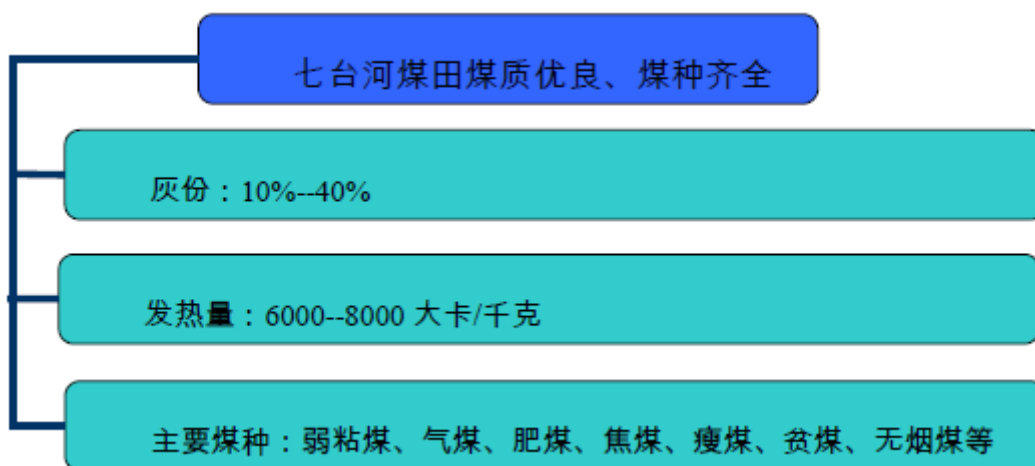 七台河煤田煤质优良、煤种齐全
灰份：10%--40%
发热量：6000--8000 大卡/千克
主要煤种：弱粘煤、气煤、肥煤、焦煤、瘦煤、贫煤、无烟煤等